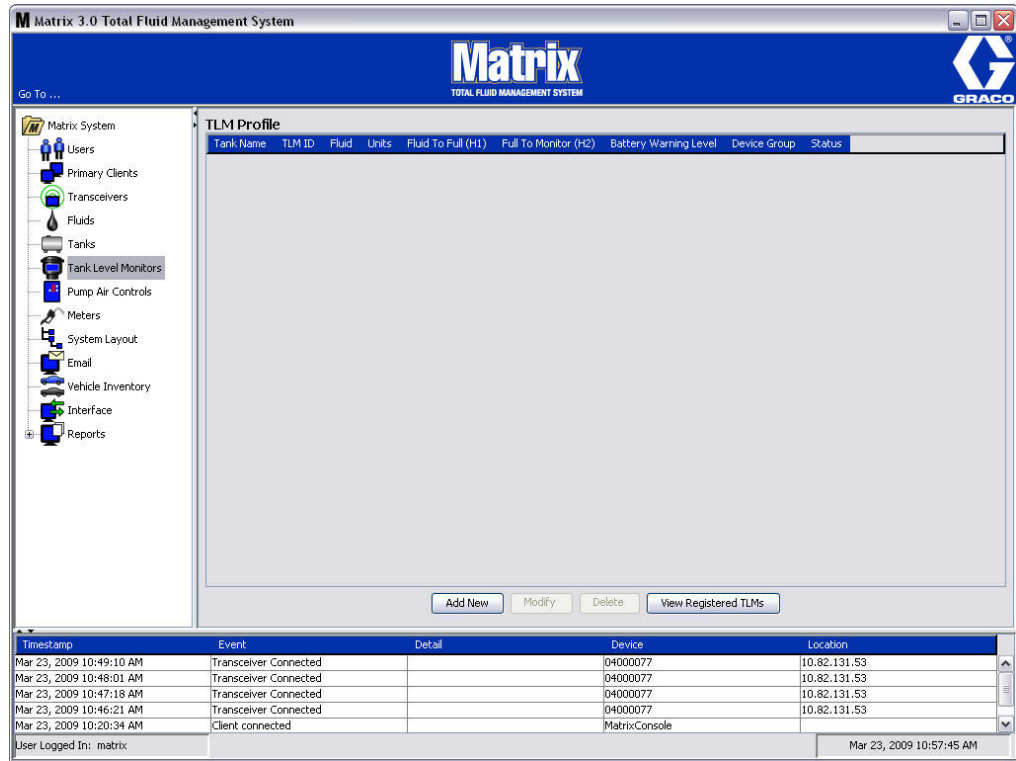 Matrix 3.0 Total Fluid Management System
Matrix
TOTAL FLUID MANAGEMENT SYSTEM
®
GRACO
Go To ...
Matrix System
Users
Primary Clients
Transceivers
Fluids
Tanks
Tank Level Monitors
Pump Air Controls
Meters
System Layout
Email
Vehicle Inventory
Interface
Reports
TLM Profile
Tank Name TLM ID Fluid Units Fluid To Full (H1) Full To Monitor (H2) Battery Warning Level Device Group Status
Add New Modify Delete View Registered TLMs
Timestamp Event Detail Device Location
Mar 23, 2009 10:49:10 AM Transceiver Connected 04000077 10.82.131.53
Mar 23, 2009 10:48:01 AM Transceiver Connected 04000077 10.82.131.53
Mar 23, 2009 10:47:18 AM Transceiver Connected 04000077 10.82.131.53
Mar 23, 2009 10:46:21 AM Transceiver Connected 04000077 10.82.131.53
Mar 23, 2009 10:20:34 AM Client connected MatrixConsole
User Logged In: matrix Mar 23, 2009 10:57:45 AM